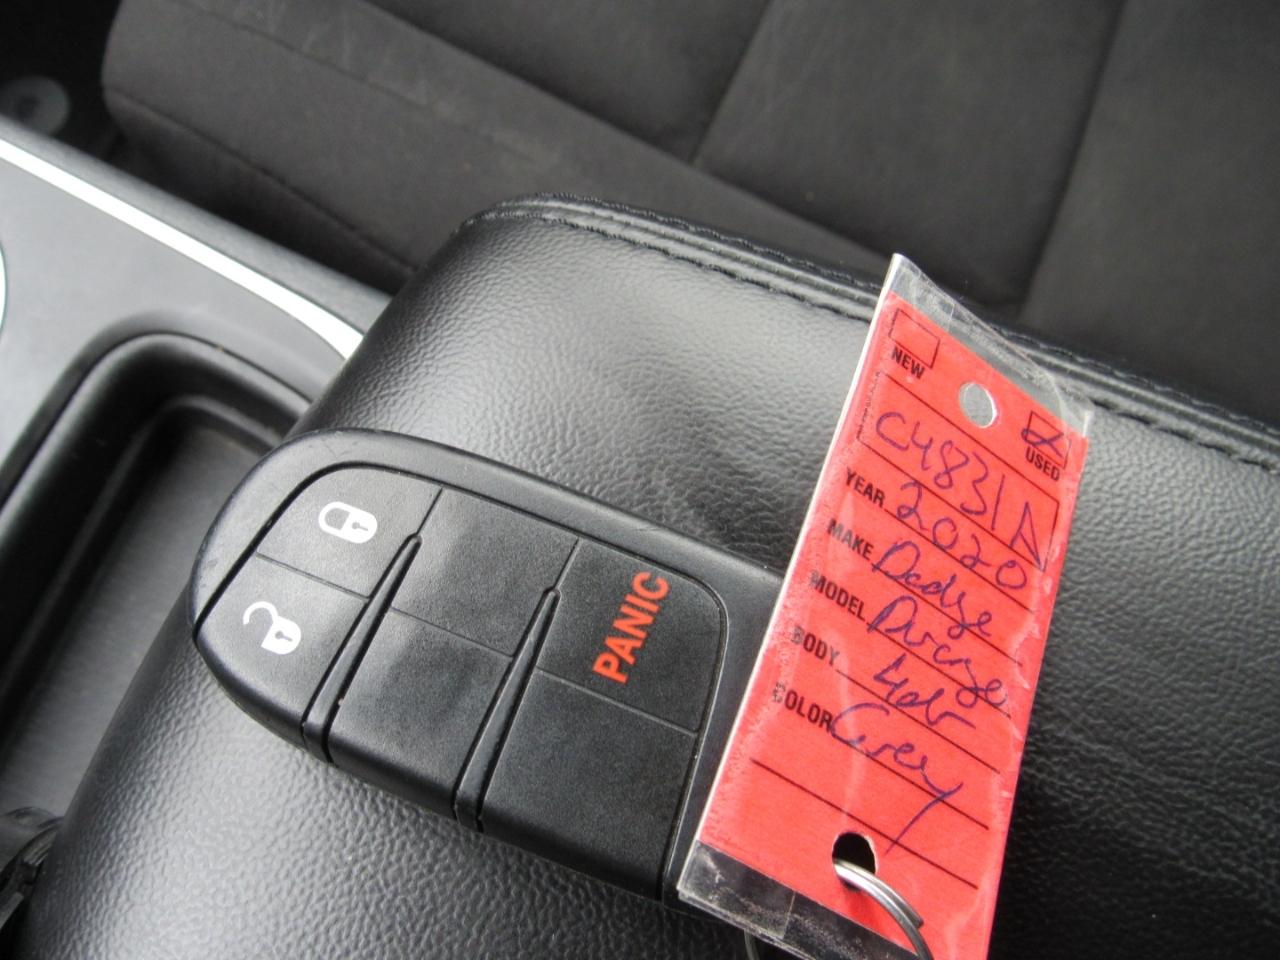 NEW
USED
C4831A
YEAR 2020
MAKE Dodge
MODEL Durango
BODY 4dr
COLOR Grey
PANIC